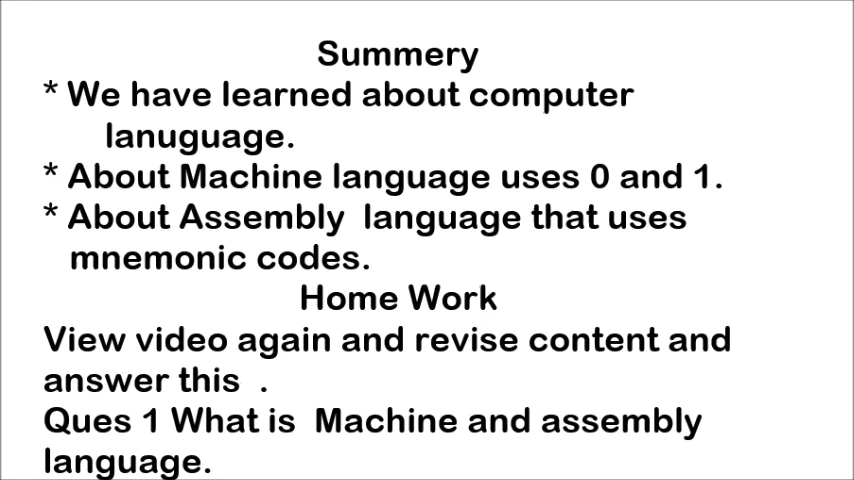 Summery
* We have learned about computer
lanuguage.
* About Machine language uses 0 and 1.
* About Assembly language that uses
mnemonic codes.
Home Work
View video again and revise content and
answer this .
Ques 1 What is Machine and assembly
language.